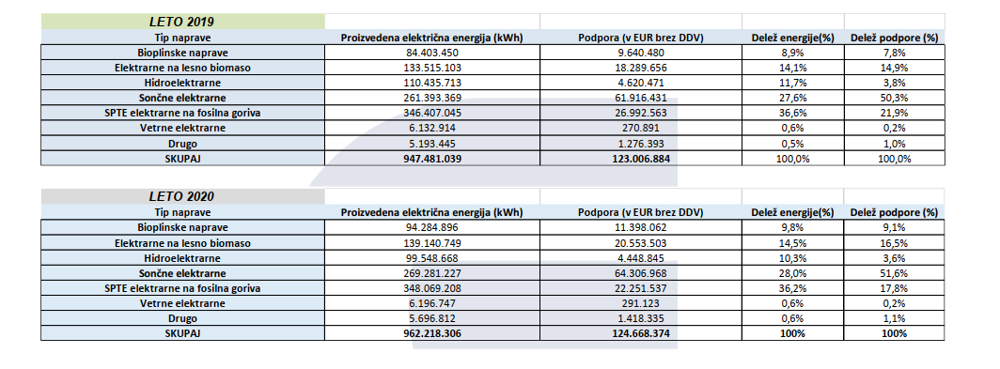 LETO 2019
Tip naprave Proizvedena električna energija (kWh) Podpora (v EUR brez DDV) Delež energije(%) Delež podpore (%)
Bioplinske naprave 84.403.450 9.640.480 8,9% 7,8%
Elektrarne na lesno biomaso 133.515.103 18.289.656 14,1% 14,9%
Hidroelektrarne 110.435.713 4.620.471 11,7% 3,8%
Sončne elektrarne 261.393.369 61.916.431 27,6% 50,3%
SPTE elektrarne na fosilna goriva 346.407.045 26.992.563 36,6% 21,9%
Vetrne elektrarne 6.132.914 270.891 0,6% 0,2%
Drugo 5.193.445 1.276.393 0,5% 1,0%
SKUPAJ 947.481.039 123.006.884 100,0% 100,0%
LETO 2020
Tip naprave Proizvedena električna energija (kWh) Podpora (v EUR brez DDV) Delež energije(%) Delež podpore (%)
Bioplinske naprave 94.284.896 11.398.062 9,8% 9,1%
Elektrarne na lesno biomaso 139.140.749 20.553.503 14,5% 16,5%
Hidroelektrarne 99.548.668 4.448.845 10,3% 3,6%
Sončne elektrarne 269.281.227 64.306.968 28,0% 51,6%
SPTE elektrarne na fosilna goriva 348.069.208 22.251.537 36,2% 17,8%
Vetrne elektrarne 6.196.747 291.123 0,6% 0,2%
Drugo 5.696.812 1.418.335 0,6% 1,1%
SKUPAJ 962.218.306 124.668.374 100% 100%